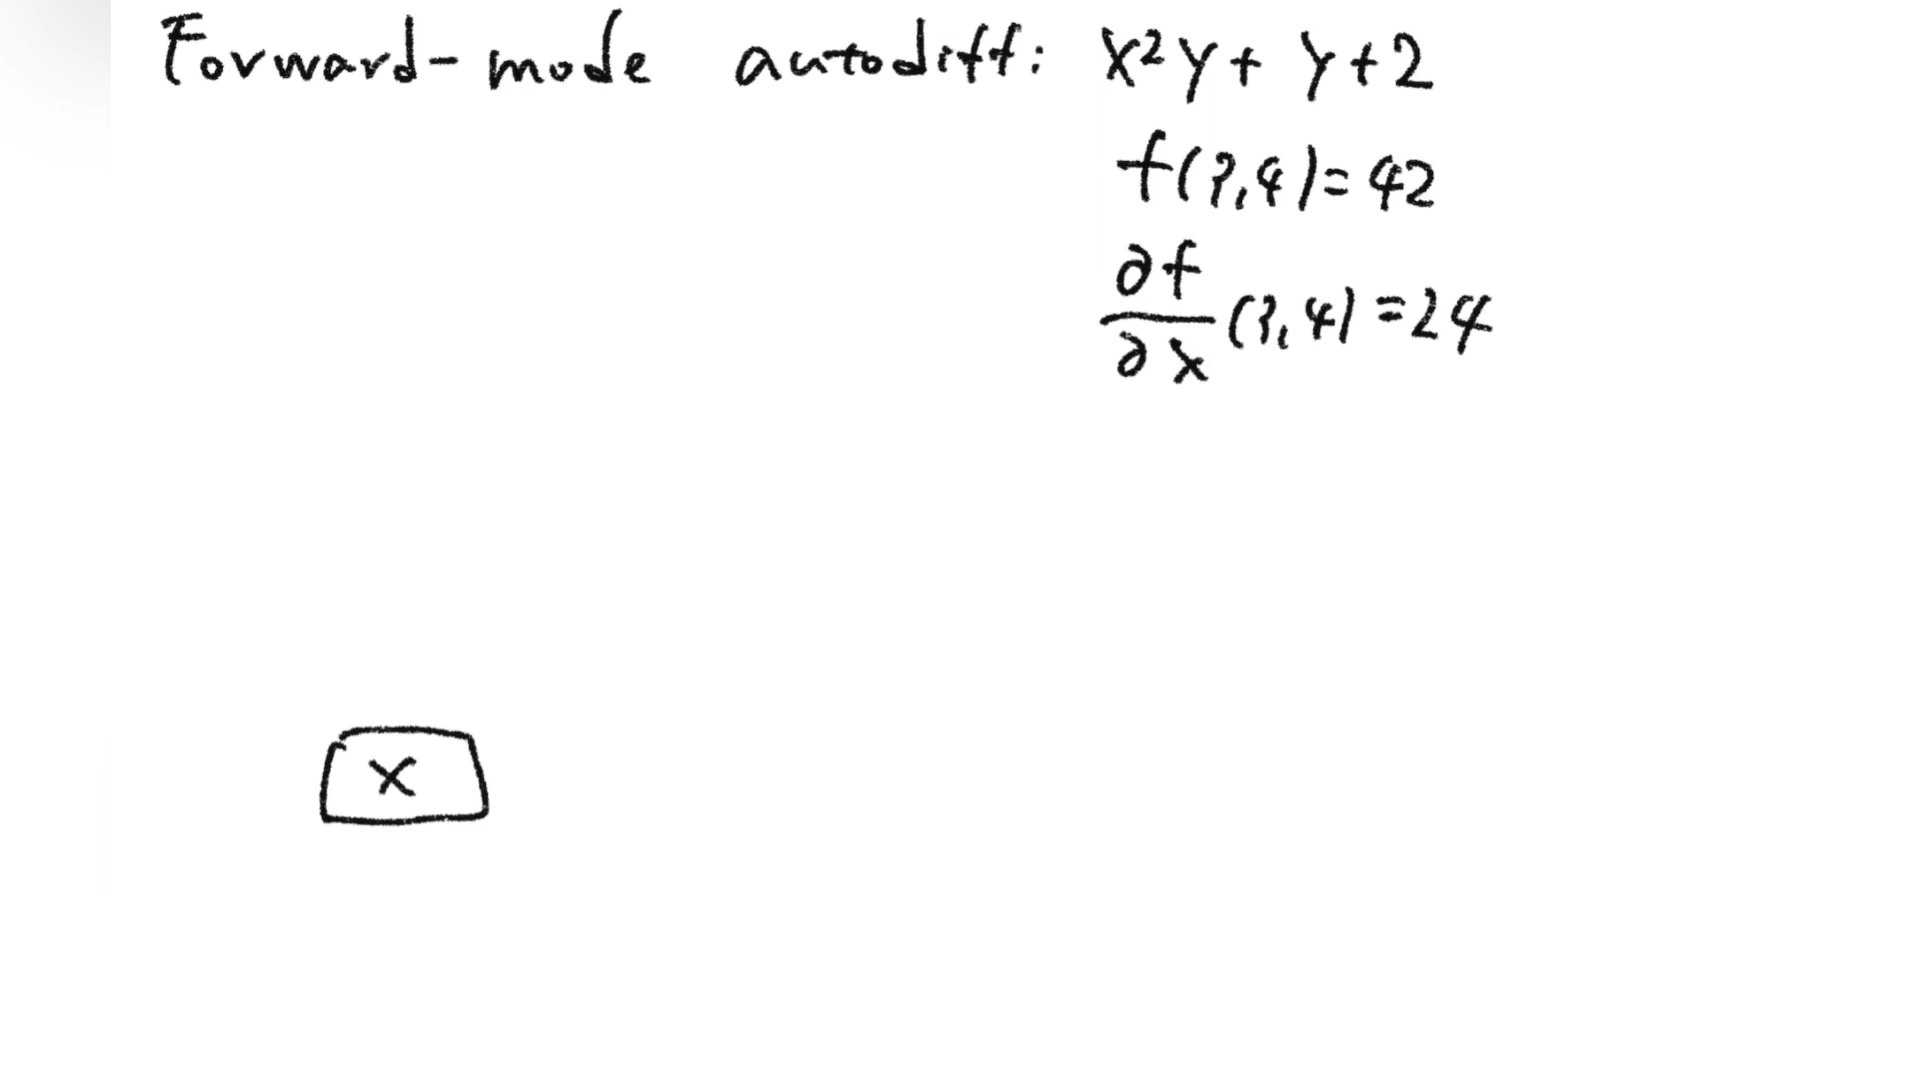 Forward-mode autodiff: x²y + y + 2
f(3,4) = 42
∂f/∂x (3,4) = 24
x